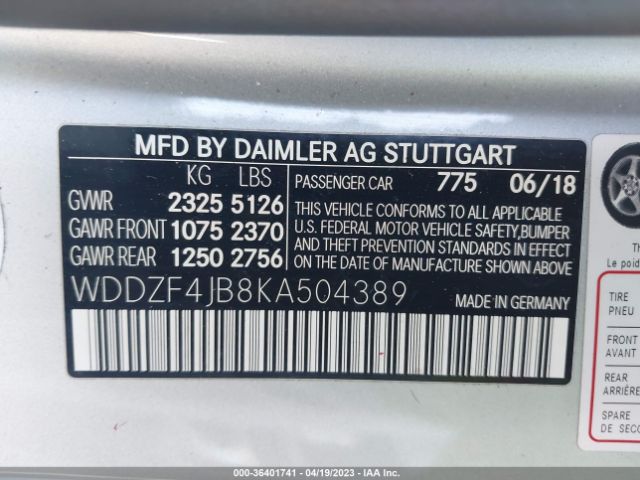 MFD BY DAIMLER AG STUTTGART
KG LBS
GVWR 2325 5126
GAWR FRONT 1075 2370
GAWR REAR 1250 2756
PASSENGER CAR 775 06/18
THIS VEHICLE CONFORMS TO ALL APPLICABLE
U.S. FEDERAL MOTOR VEHICLE SAFETY,BUMPER
AND THEFT PREVENTION STANDARDS IN EFFECT
ON THE DATE OF MANUFACTURE SHOWN ABOVE.
WDDZF4JB8KA504389
MADE IN GERMANY
The
Le poid
TIRE
PNEU
FRONT
AVANT
REAR
ARRIÈRE
SPARE
DE SECO
© - 36401741 - 04/19/2023 - IAA Inc.